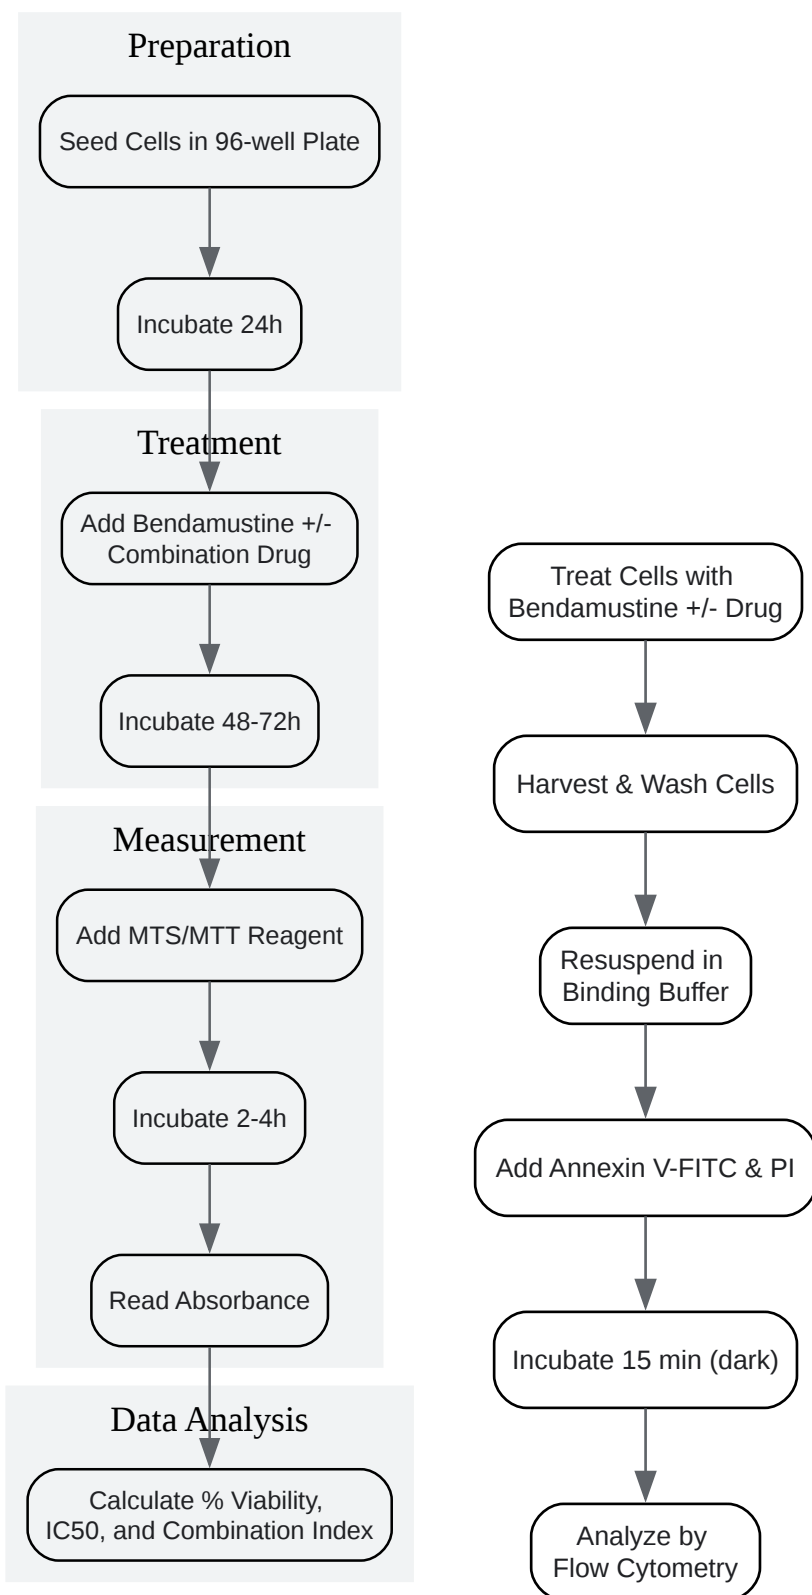 Preparation
Seed Cells in 96-well Plate
Incubate 24h
Treatment
Add Bendamustine +/-
Combination Drug
Incubate 48-72h
Measurement
Add MTS/MTT Reagent
Incubate 2-4h
Read Absorbance
Data Analysis
Calculate % Viability,
IC50, and Combination Index
Treat Cells with
Bendamustine +/- Drug
Harvest & Wash Cells
Resuspend in
Binding Buffer
Add Annexin V-FITC & PI
Incubate 15 min (dark)
Analyze by
Flow Cytometry